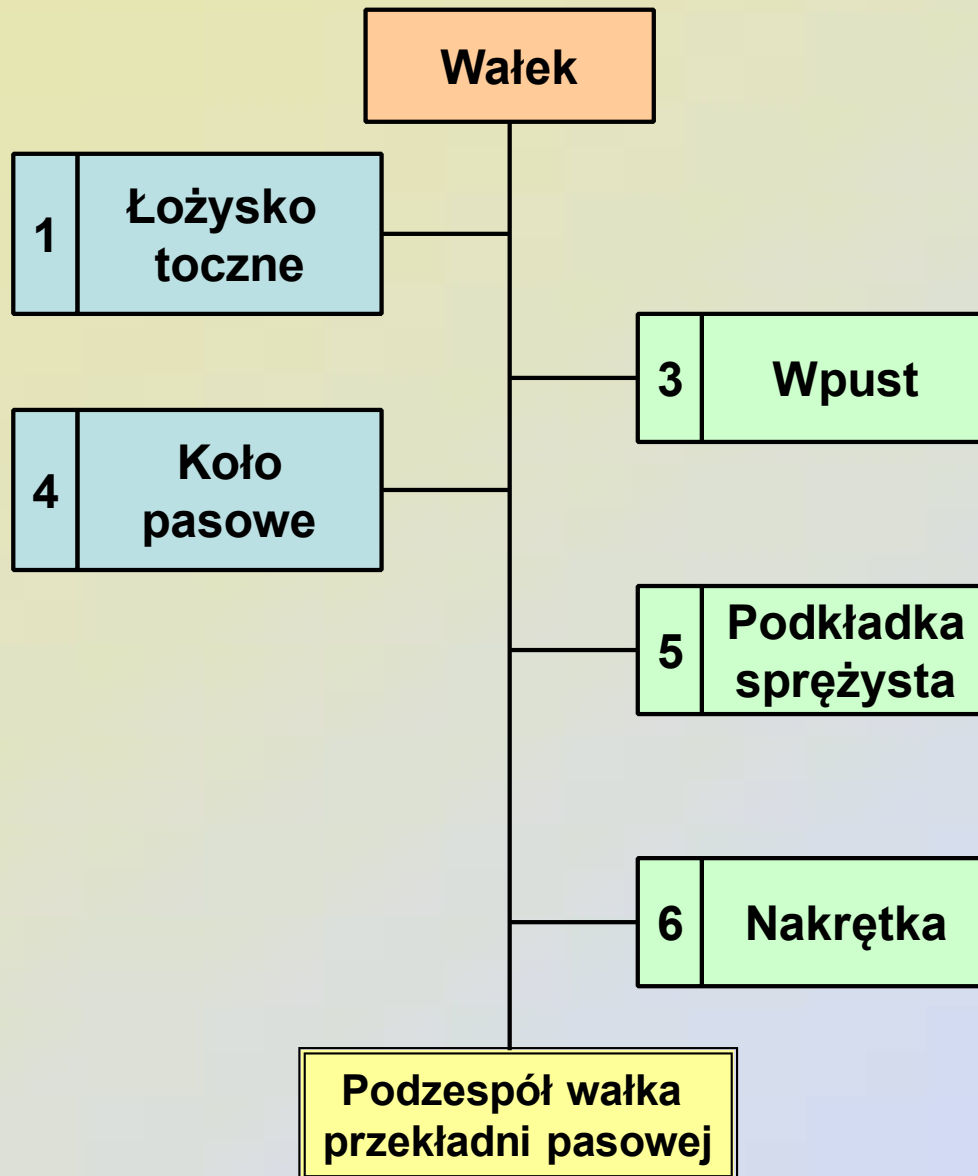 Wałek
1
Łożysko
toczne
3
Wpust
4
Koło
pasowe
5
Podkładka
sprężysta
6
Nakrętka
Podzespół wałka
przekładni pasowej